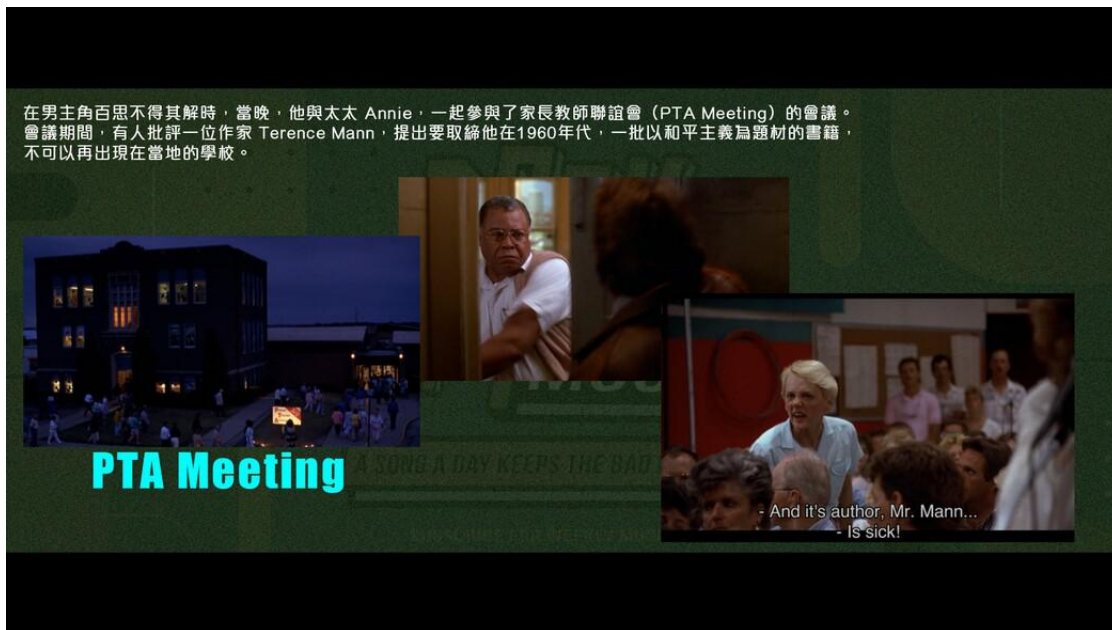 在男主角百思不得其解時，當晚，他與太太 Annie，一起參與了家長教師聯誼會（PTA Meeting）的會議。
會議期間，有人批評一位作家 Terence Mann，提出要取締他在1960年代，一批以和平主義為題材的書籍，
不可以再出現在當地的學校。
PTA Meeting
A SONG A DAY KEEPS THE BAD
- And it's author, Mr. Mann...
- Is sick!